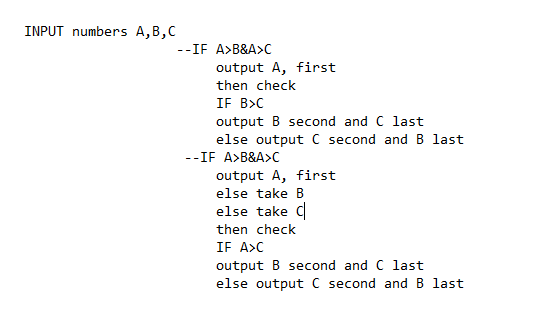 INPUT numbers A,B,C
--IF A>B&A>C
output A, first
then check
IF B>C
output B second and C last
else output C second and B last
--IF A>B&A>C
output A, first
else take B
else take C
then check
IF A>C
output B second and C last
else output C second and B last